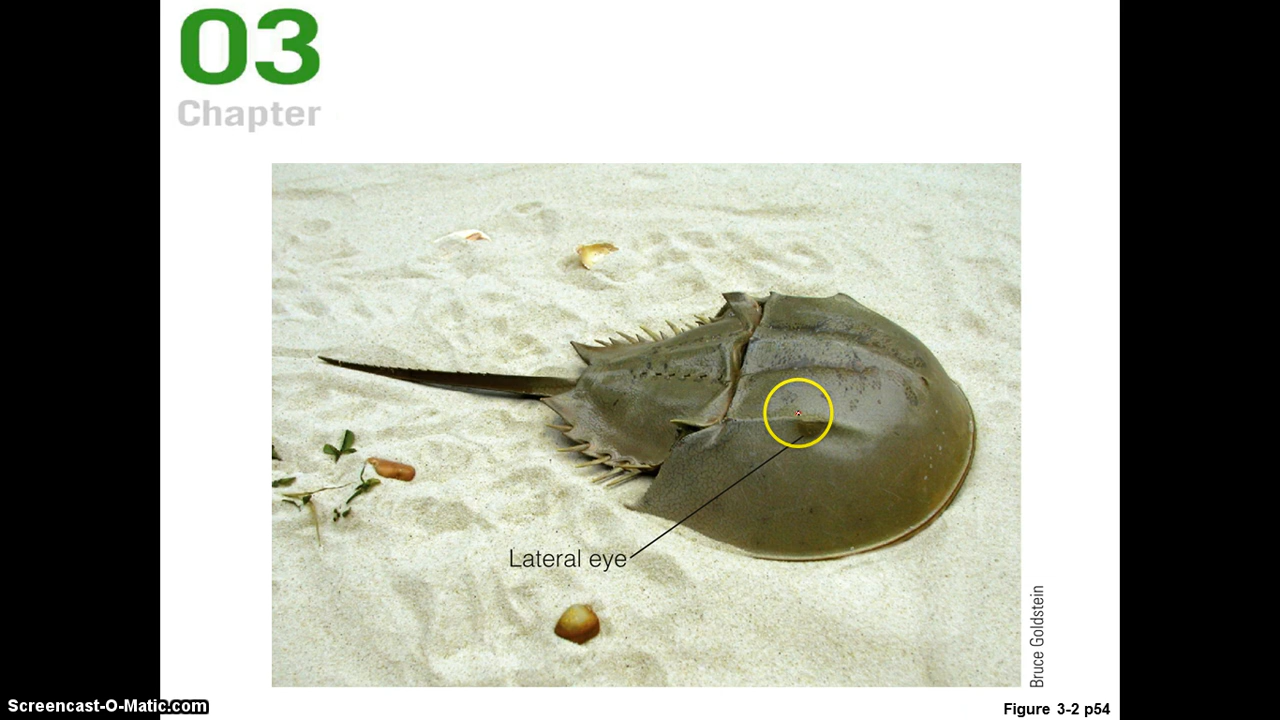 03
Chapter
Lateral eye
Bruce Goldstein
Screencast-O-Matic.com
Figure 3-2 p54